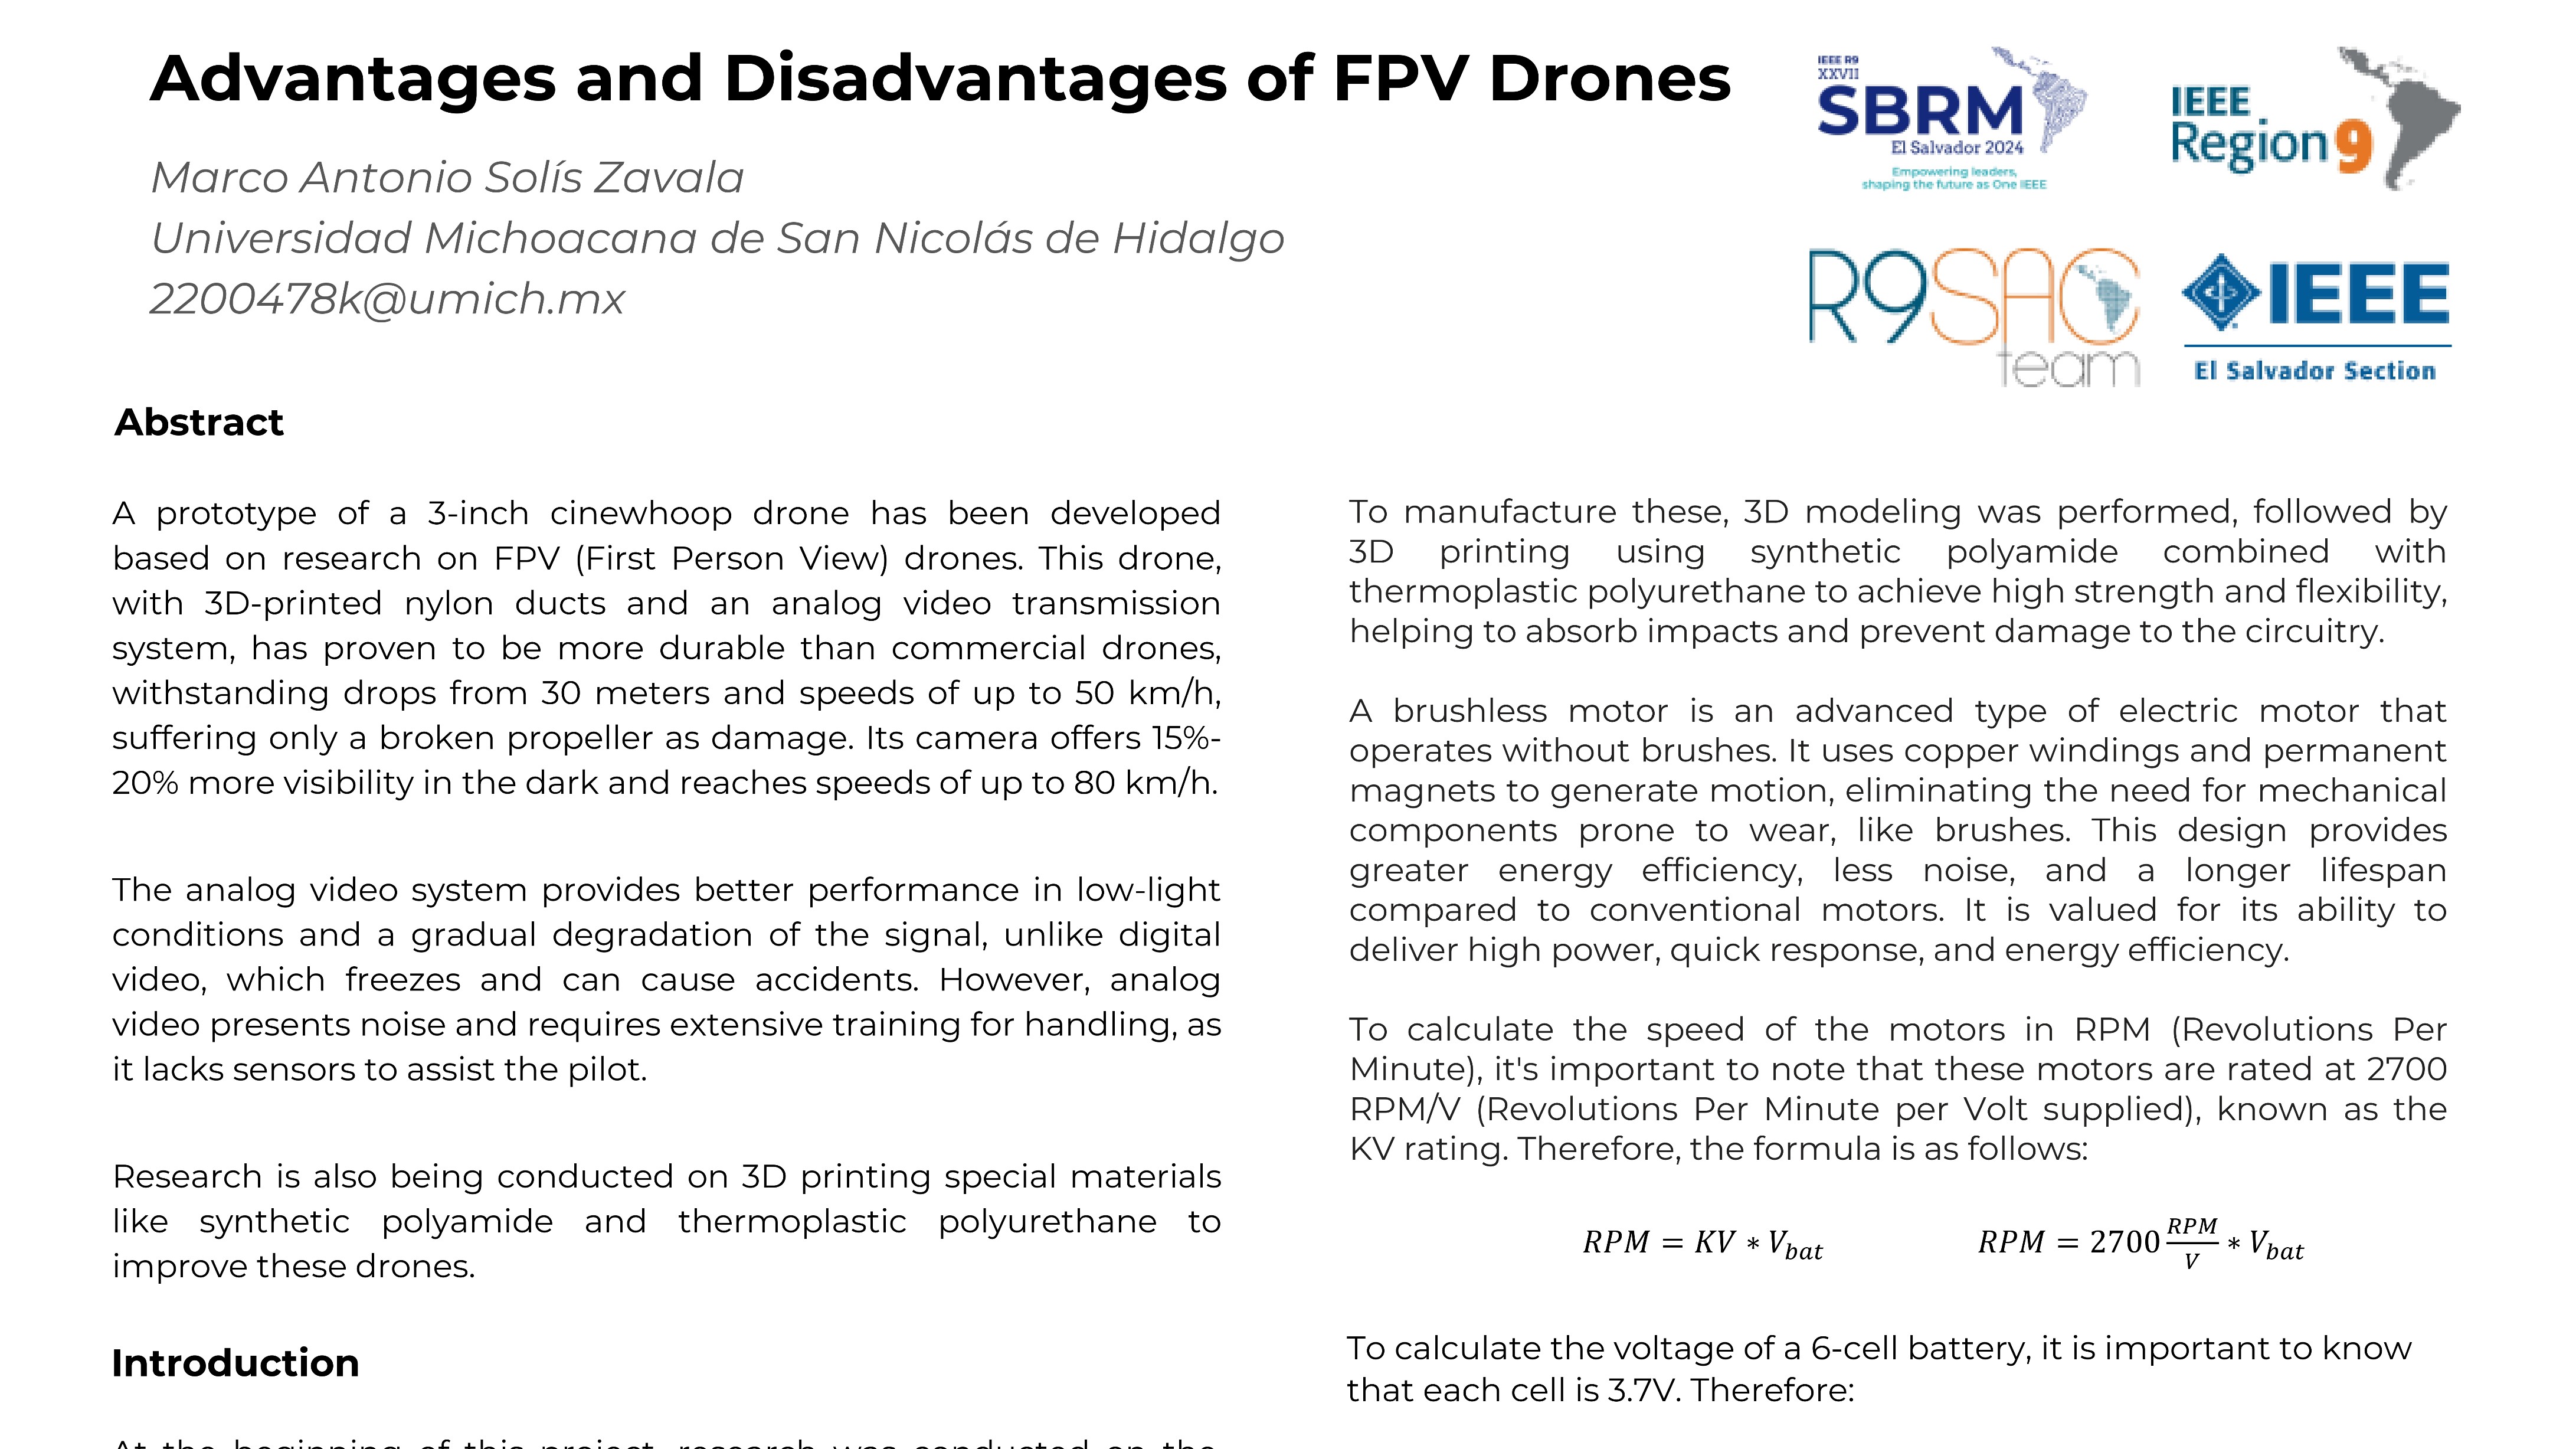 Advantages and Disadvantages of FPV Drones
Marco Antonio Solís Zavala
Universidad Michoacana de San Nicolás de Hidalgo
2200478k@umich.mx
IEEE R9
XXVII
SBRM
El Salvador 2024
Empowering leaders,
shaping the future as One IEEE
IEEE
Region 9
R9SAC
team
IEEE
El Salvador Section
Abstract
A prototype of a 3-inch cinewhoop drone has been developed
based on research on FPV (First Person View) drones. This drone,
with 3D-printed nylon ducts and an analog video transmission
system, has proven to be more durable than commercial drones,
withstanding drops from 30 meters and speeds of up to 50 km/h,
suffering only a broken propeller as damage. Its camera offers 15%-
20% more visibility in the dark and reaches speeds of up to 80 km/h.
The analog video system provides better performance in low-light
conditions and a gradual degradation of the signal, unlike digital
video, which freezes and can cause accidents. However, analog
video presents noise and requires extensive training for handling, as
it lacks sensors to assist the pilot.
Research is also being conducted on 3D printing special materials
like synthetic polyamide and thermoplastic polyurethane to
improve these drones.
Introduction
At the beginning of this project, research was conducted on the
To manufacture these, 3D modeling was performed, followed by
3D printing using synthetic polyamide combined with
thermoplastic polyurethane to achieve high strength and flexibility,
helping to absorb impacts and prevent damage to the circuitry.
A brushless motor is an advanced type of electric motor that
operates without brushes. It uses copper windings and permanent
magnets to generate motion, eliminating the need for mechanical
components prone to wear, like brushes. This design provides
greater energy efficiency, less noise, and a longer lifespan
compared to conventional motors. It is valued for its ability to
deliver high power, quick response, and energy efficiency.
To calculate the speed of the motors in RPM (Revolutions Per
Minute), it's important to note that these motors are rated at 2700
RPM/V (Revolutions Per Minute per Volt supplied), known as the
KV rating. Therefore, the formula is as follows:
RPM = KV * V_bat RPM = 2700 RPM/V * V_bat
To calculate the voltage of a 6-cell battery, it is important to know
that each cell is 3.7V. Therefore: